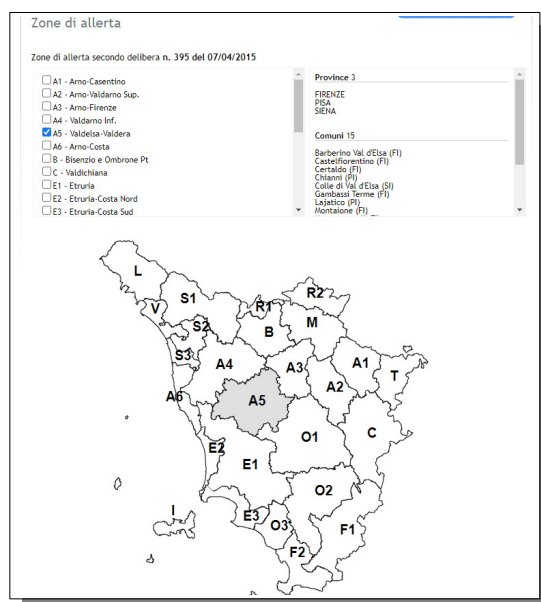 Zone di allerta
Zone di allerta secondo delibera n. 395 del 07/04/2015
A1 - Arno-Casentino
A2 - Arno-Valdarno Sup.
A3 - Arno-Firenze
A4 - Valdarno Inf.
A5 - Valdelsa-Valdera
A6 - Arno-Costa
B - Bisenzio e Ombrone Pt
C - Valdichiana
E1 - Etruria
E2 - Etruria-Costa Nord
E3 - Etruria-Costa Sud
Province 3
FIRENZE
PISA
SIENA
Comuni 15
Barberino Val d'Elsa (FI)
Castelfiorentino (FI)
Certaldo (FI)
Chianni (PI)
Colle di Val d'Elsa (SI)
Gambassi Terme (FI)
Lajatico (PI)
Montaione (FI)
L
S1
V
R1
R2
S2
B
M
S3
A4
A3
A1
T
A6
A5
A2
O1
C
E2
E1
O2
I
E3
O3
F1
F2